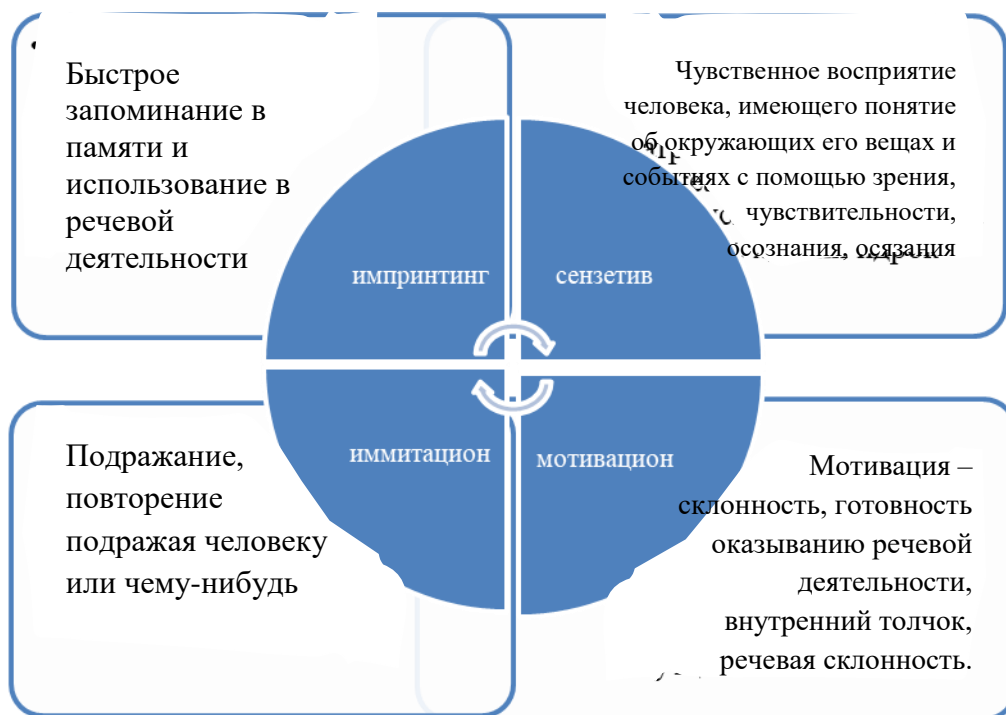 Быстрое
запоминание в
памяти и
использование в
речевой
деятельности
Чувственное восприятие
человека, имеющего понятие
об окружающих его вещах и
событиях с помощью зрения,
чувствительности,
осознания, осязания
импринтинг
сензетив
иммитацион
мотивацион
Подражание,
повторение
подражая человеку
или чему-нибудь
Мотивация –
склонность, готовность
оказыванию речевой
деятельности,
внутренний толчок,
речевая склонность.